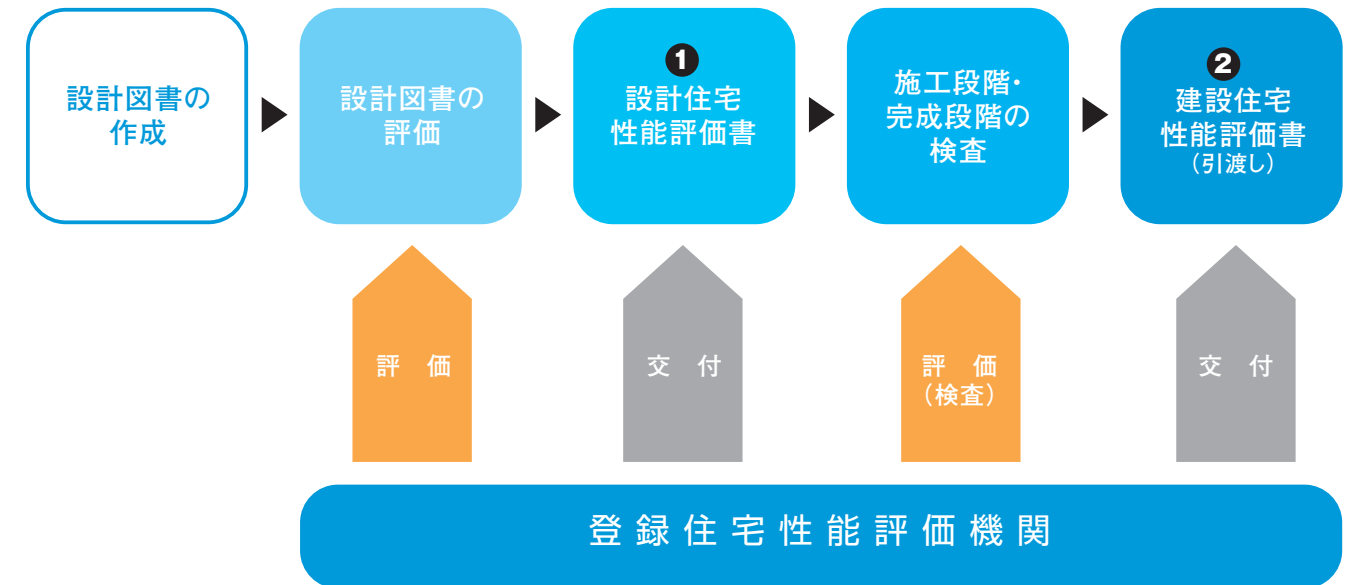 設計図書の
作成
設計図書の
評価
❶
設計住宅
性能評価書
施工段階・
完成段階の
検査
❷
建設住宅
性能評価書
（引渡し）
評　価
交　付
評　価
（検査）
交　付
登録住宅性能評価機関